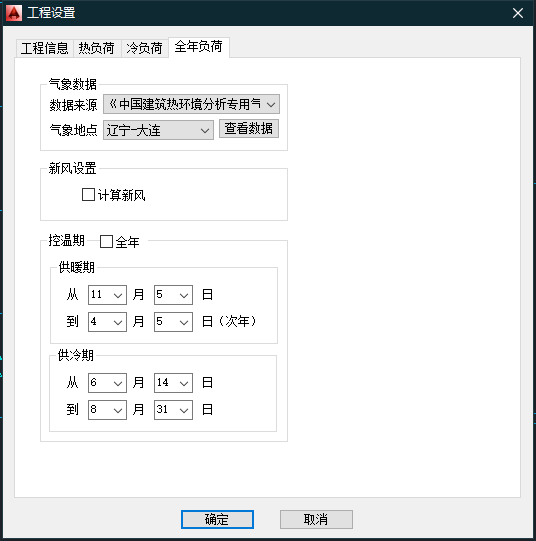 工程设置
工程信息 热负荷 冷负荷 全年负荷
气象数据
数据来源 《中国建筑热环境分析专用气
气象地点 辽宁-大连 查看数据
新风设置
计算新风
控温期 全年
供暖期
从 11 月 5 日
到 4 月 5 日（次年）
供冷期
从 6 月 14 日
到 8 月 31 日
确定 取消